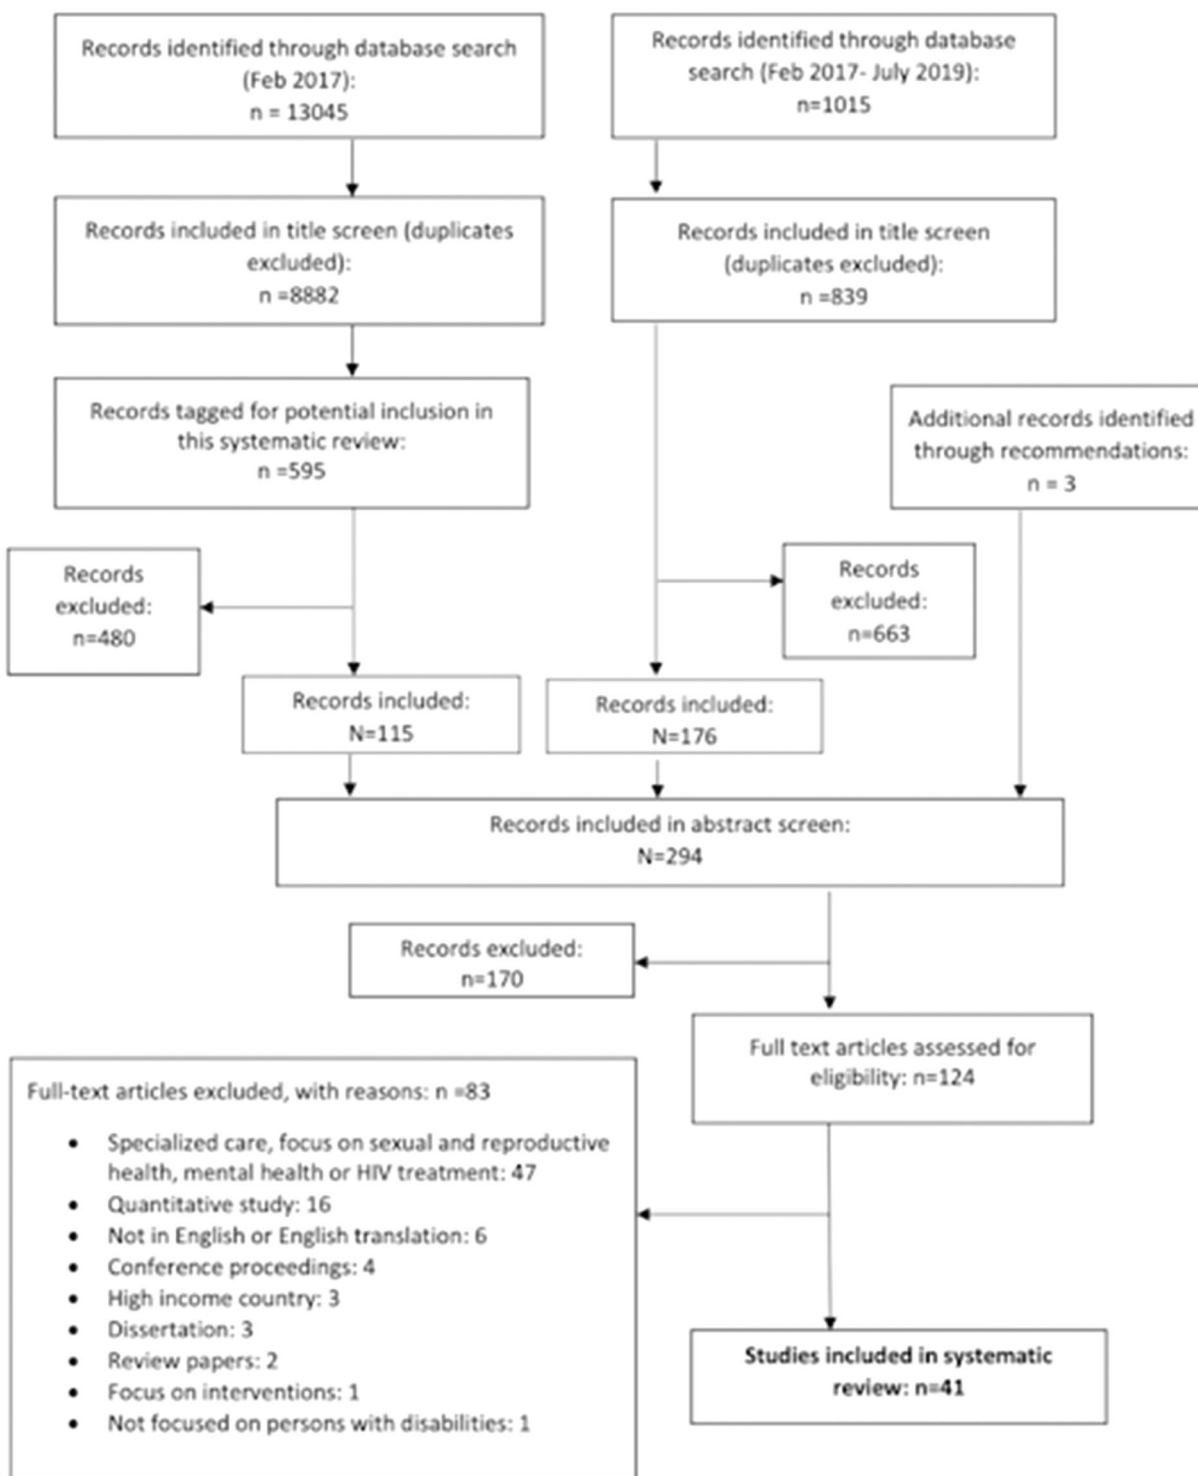 Records identified through database search
(Feb 2017):
n = 13045
Records identified through database
search (Feb 2017- July 2019):
n=1015
Records included in title screen (duplicates
excluded):
n =8882
Records included in title screen
(duplicates excluded):
n =839
Records tagged for potential inclusion in
this systematic review:
n =595
Additional records identified
through recommendations:
n = 3
Records
excluded:
n=480
Records
excluded:
n=663
Records included:
N=115
Records included:
N=176
Records included in abstract screen:
N=294
Records excluded:
n=170
Full text articles assessed for
eligibility: n=124
Full-text articles excluded, with reasons: n =83
• Specialized care, focus on sexual and reproductive
health, mental health or HIV treatment: 47
• Quantitative study: 16
• Not in English or English translation: 6
• Conference proceedings: 4
• High income country: 3
• Dissertation: 3
• Review papers: 2
• Focus on interventions: 1
• Not focused on persons with disabilities: 1
Studies included in systematic
review: n=41